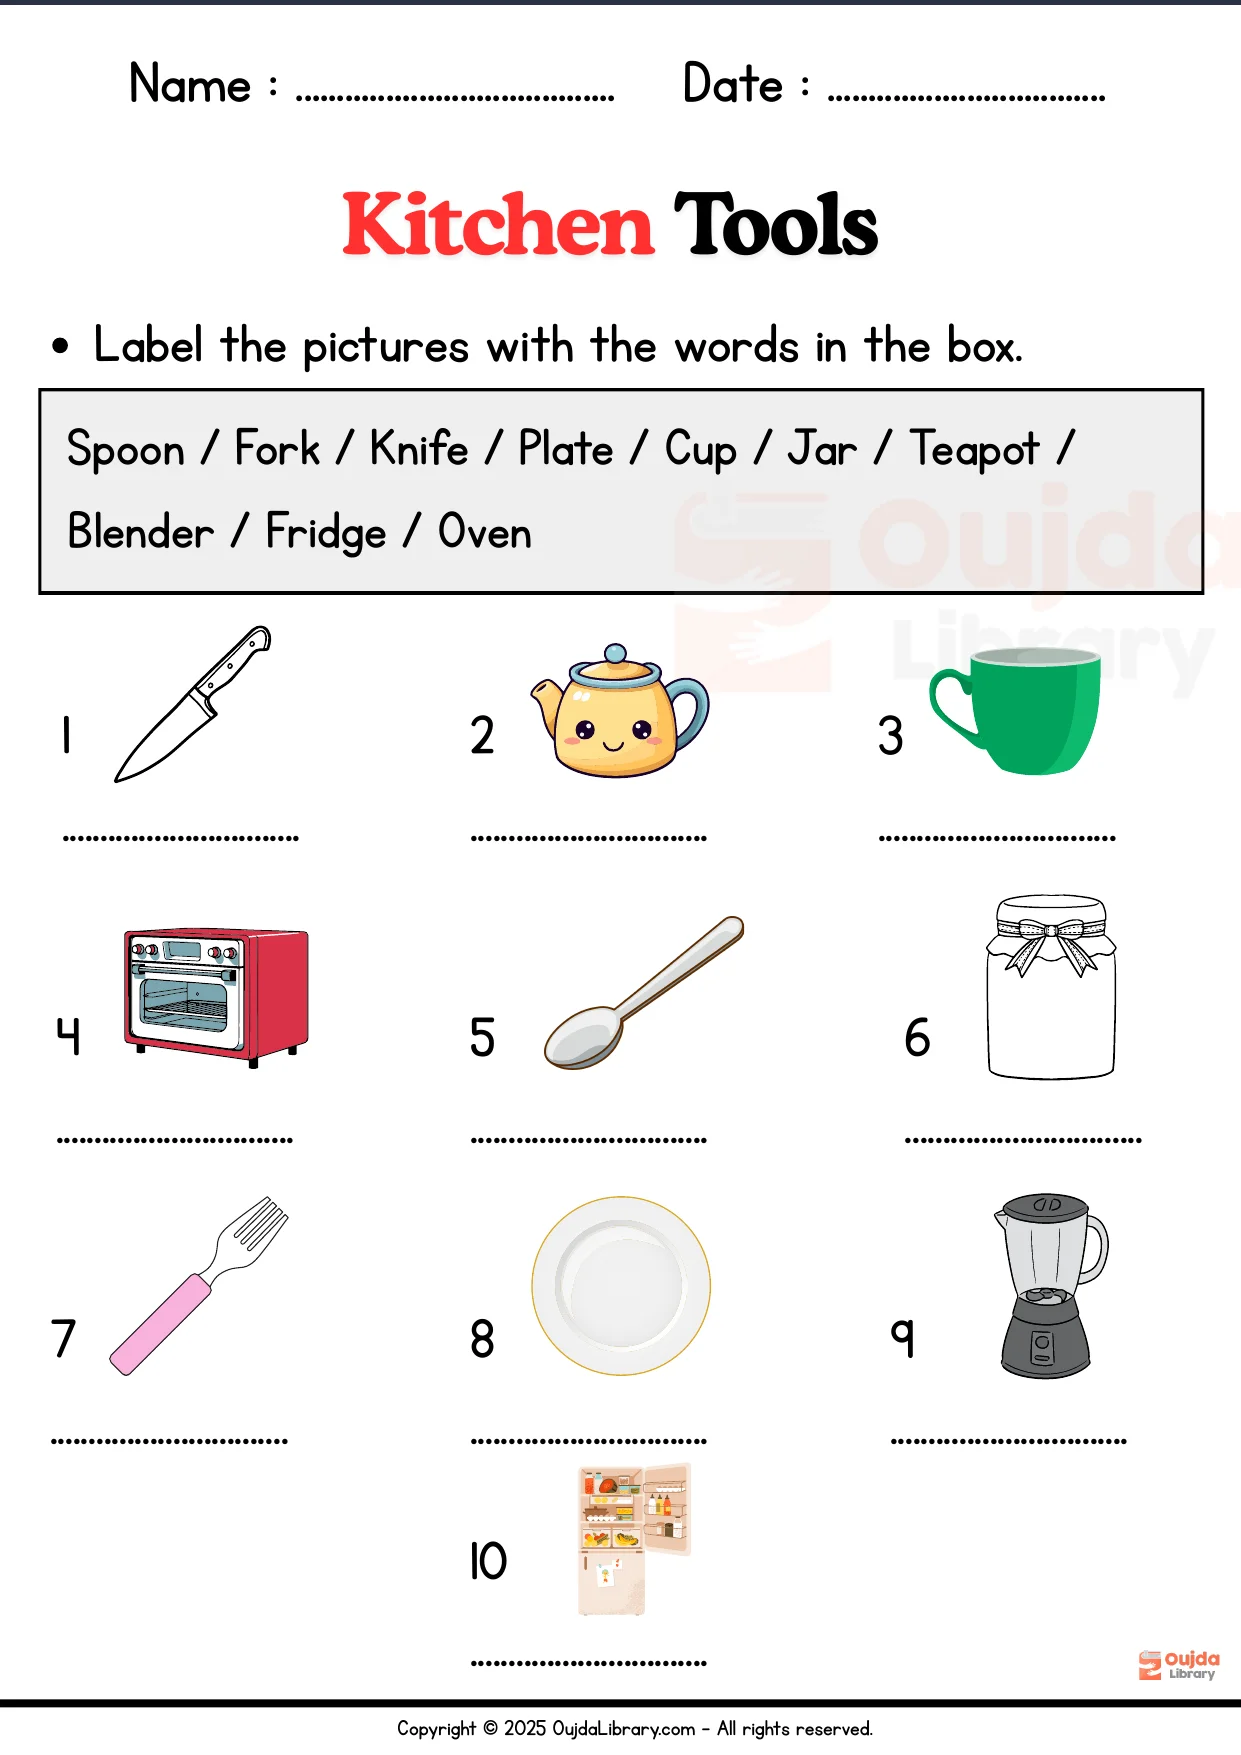 Name : ........................................ Date : ...................................
Kitchen Tools
• Label the pictures with the words in the box.
Spoon / Fork / Knife / Plate / Cup / Jar / Teapot /
Blender / Fridge / Oven
Oujda
Library
1 2 3
.............................. .............................. ..............................
4 5 6
.............................. .............................. ..............................
7 8 9
.............................. .............................. ..............................
10
..............................
Oujda
Library
Copyright © 2025 OujdaLibrary.com - All rights reserved.